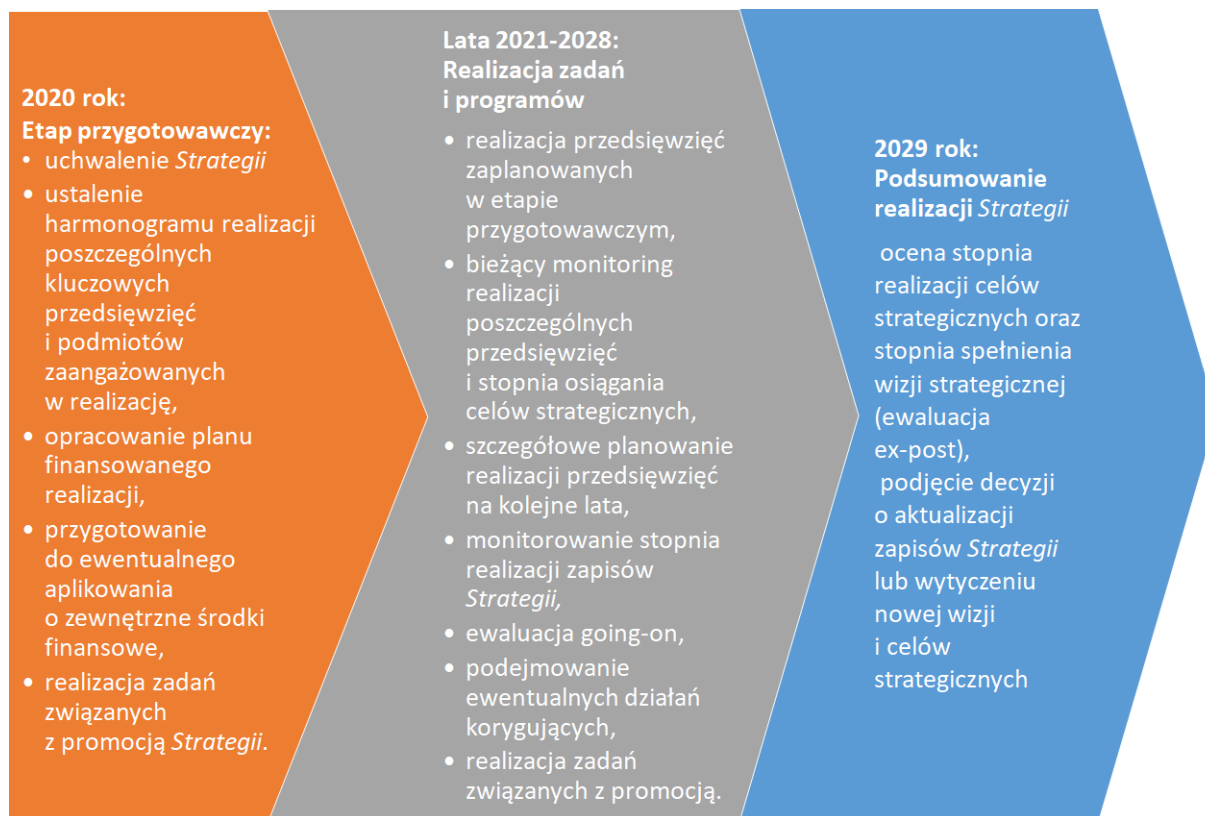 2020 rok:
Etap przygotowawczy:
• uchwalenie Strategii
• ustalenie
harmonogramu realizacji
poszczególnych
kluczowych
przedsięwzięć
i podmiotów
zaangażowanych
w realizację,
• opracowanie planu
finansowanego
realizacji,
• przygotowanie
do ewentualnego
aplikowania
o zewnętrzne środki
finansowe,
• realizacja zadań
związanych
z promocją Strategii.
Lata 2021-2028:
Realizacja zadań
i programów
• realizacja przedsięwzięć
zaplanowanych
w etapie
przygotowawczym,
• bieżący monitoring
realizacji
poszczególnych
przedsięwzięć
i stopnia osiągania
celów strategicznych,
• szczegółowe planowanie
realizacji przedsięwzięć
na kolejne lata,
• monitorowanie stopnia
realizacji zapisów
Strategii,
• ewaluacja going-on,
• podejmowanie
ewentualnych działań
korygujących,
• realizacja zadań
związanych z promocją.
2029 rok:
Podsumowanie
realizacji Strategii
ocena stopnia
realizacji celów
strategicznych oraz
stopnia spełnienia
wizji strategicznej
(ewaluacja
ex-post),
podjęcie decyzji
o aktualizacji
zapisów Strategii
lub wytyczeniu
nowej wizji
i celów
strategicznych